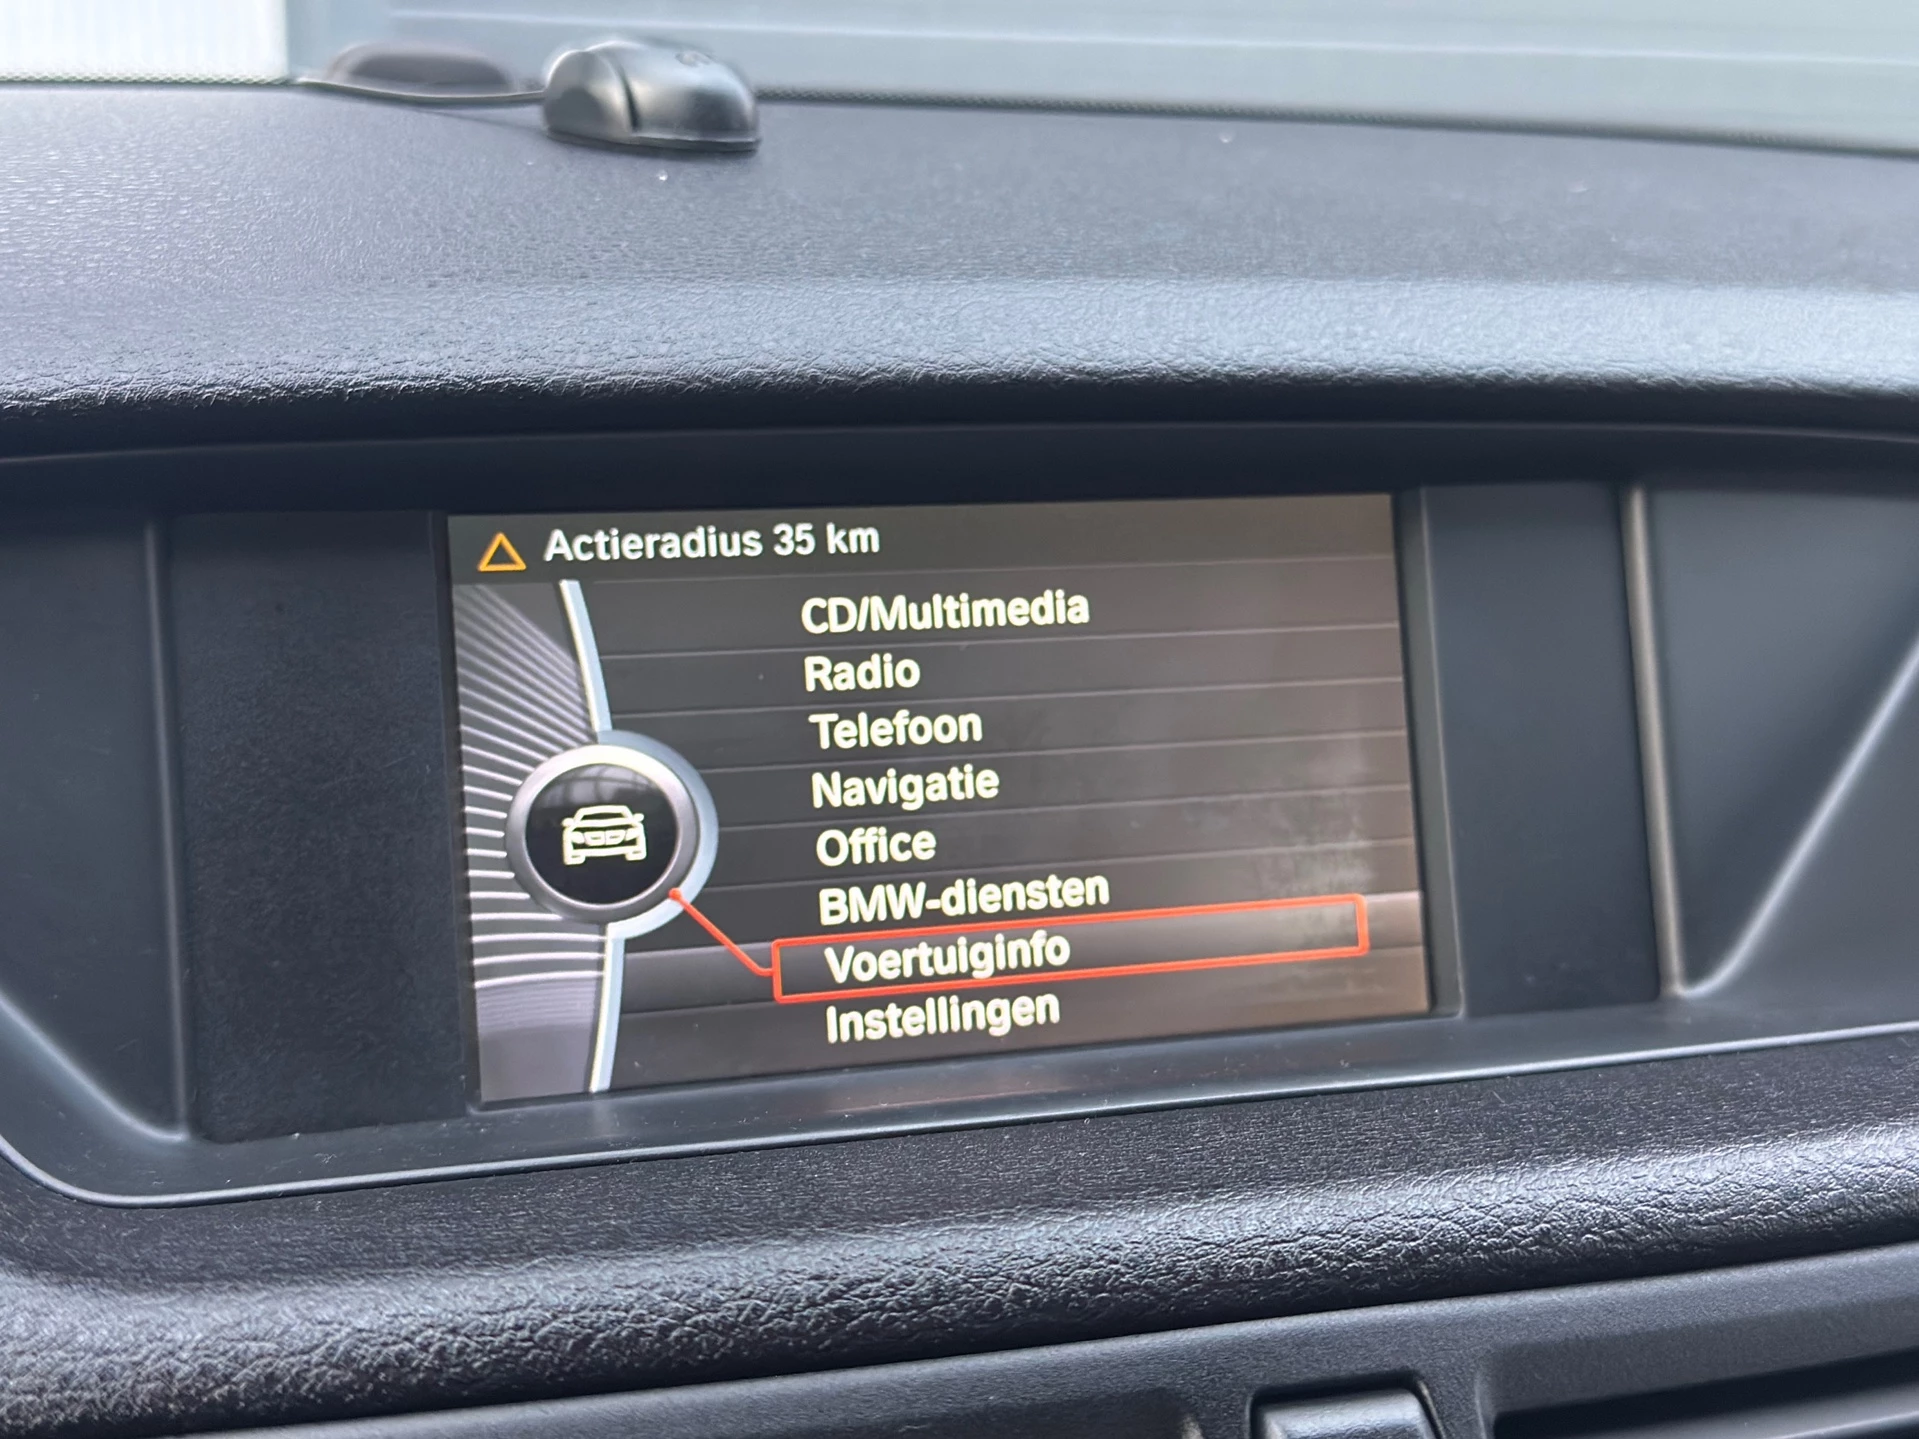 Actieradius 35 km
CD/Multimedia
Radio
Telefoon
Navigatie
Office
BMW-diensten
Voertuiginfo
Instellingen